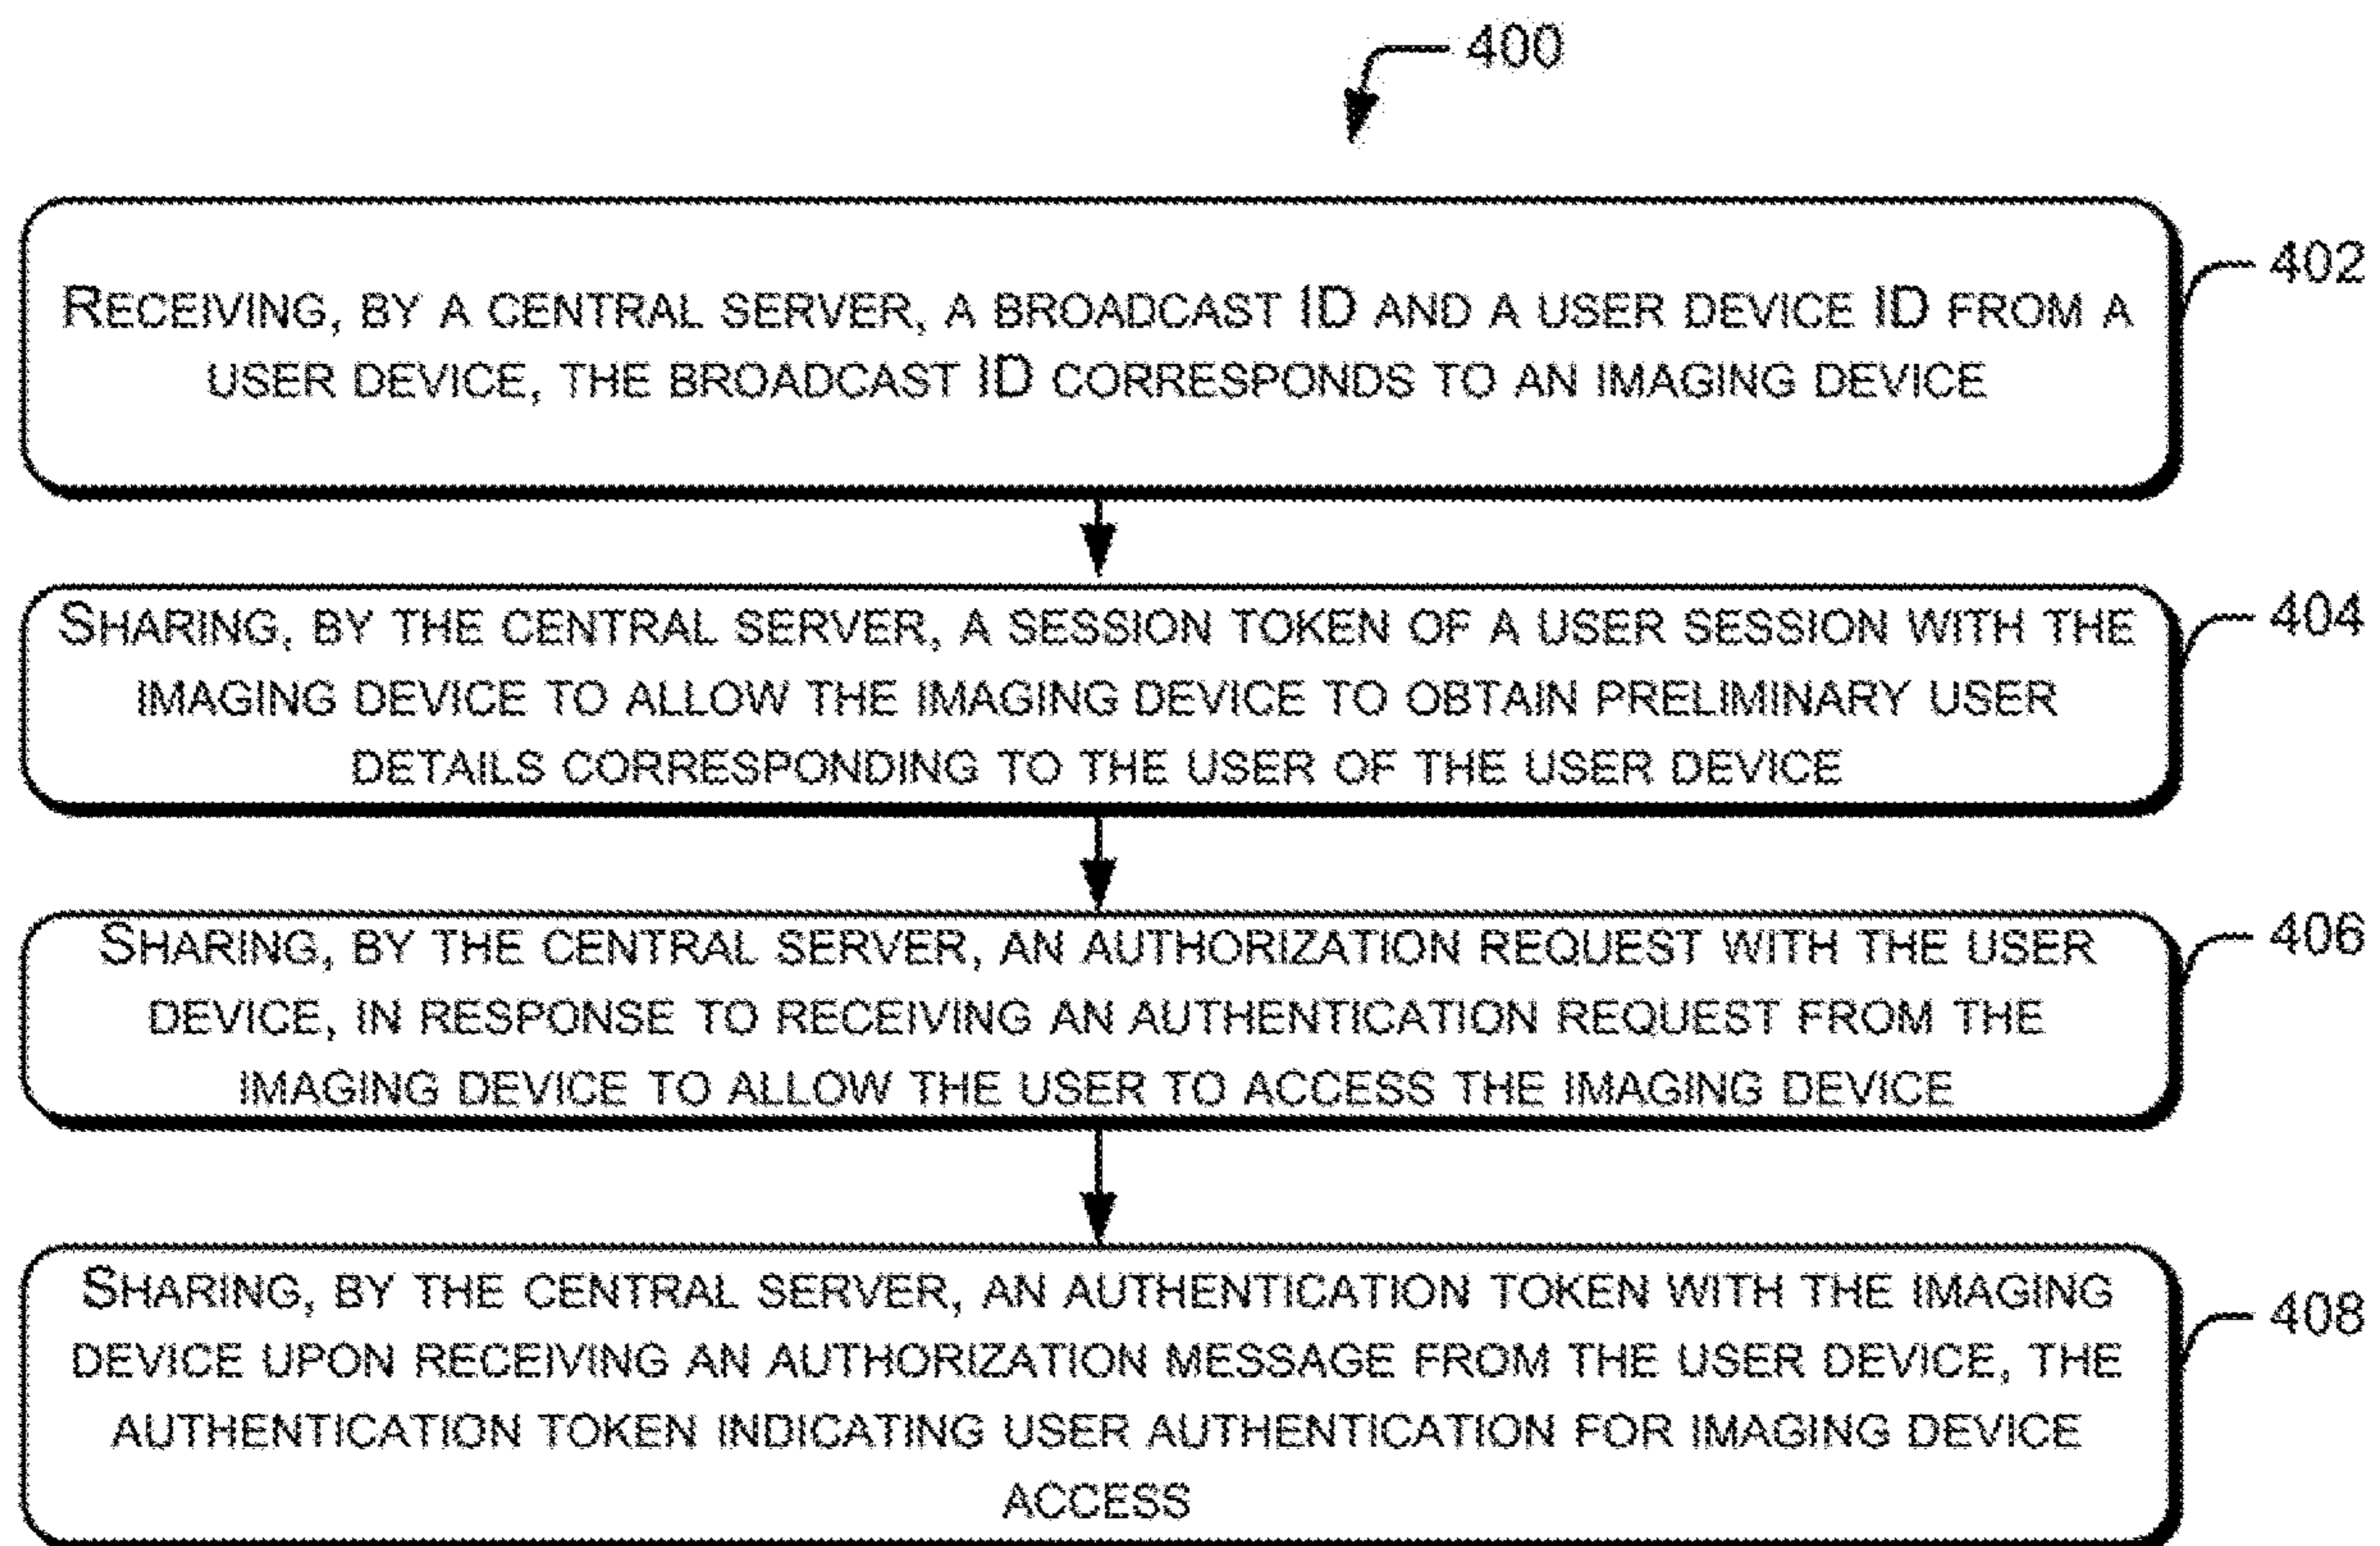 400
RECEIVING, BY A CENTRAL SERVER, A BROADCAST ID AND A USER DEVICE ID FROM A
USER DEVICE, THE BROADCAST ID CORRESPONDS TO AN IMAGING DEVICE
402
SHARING, BY THE CENTRAL SERVER, A SESSION TOKEN OF A USER SESSION WITH THE
IMAGING DEVICE TO ALLOW THE IMAGING DEVICE TO OBTAIN PRELIMINARY USER
DETAILS CORRESPONDING TO THE USER OF THE USER DEVICE
404
SHARING, BY THE CENTRAL SERVER, AN AUTHORIZATION REQUEST WITH THE USER
DEVICE, IN RESPONSE TO RECEIVING AN AUTHENTICATION REQUEST FROM THE
IMAGING DEVICE TO ALLOW THE USER TO ACCESS THE IMAGING DEVICE
406
SHARING, BY THE CENTRAL SERVER, AN AUTHENTICATION TOKEN WITH THE IMAGING
DEVICE UPON RECEIVING AN AUTHORIZATION MESSAGE FROM THE USER DEVICE, THE
AUTHENTICATION TOKEN INDICATING USER AUTHENTICATION FOR IMAGING DEVICE
ACCESS
408